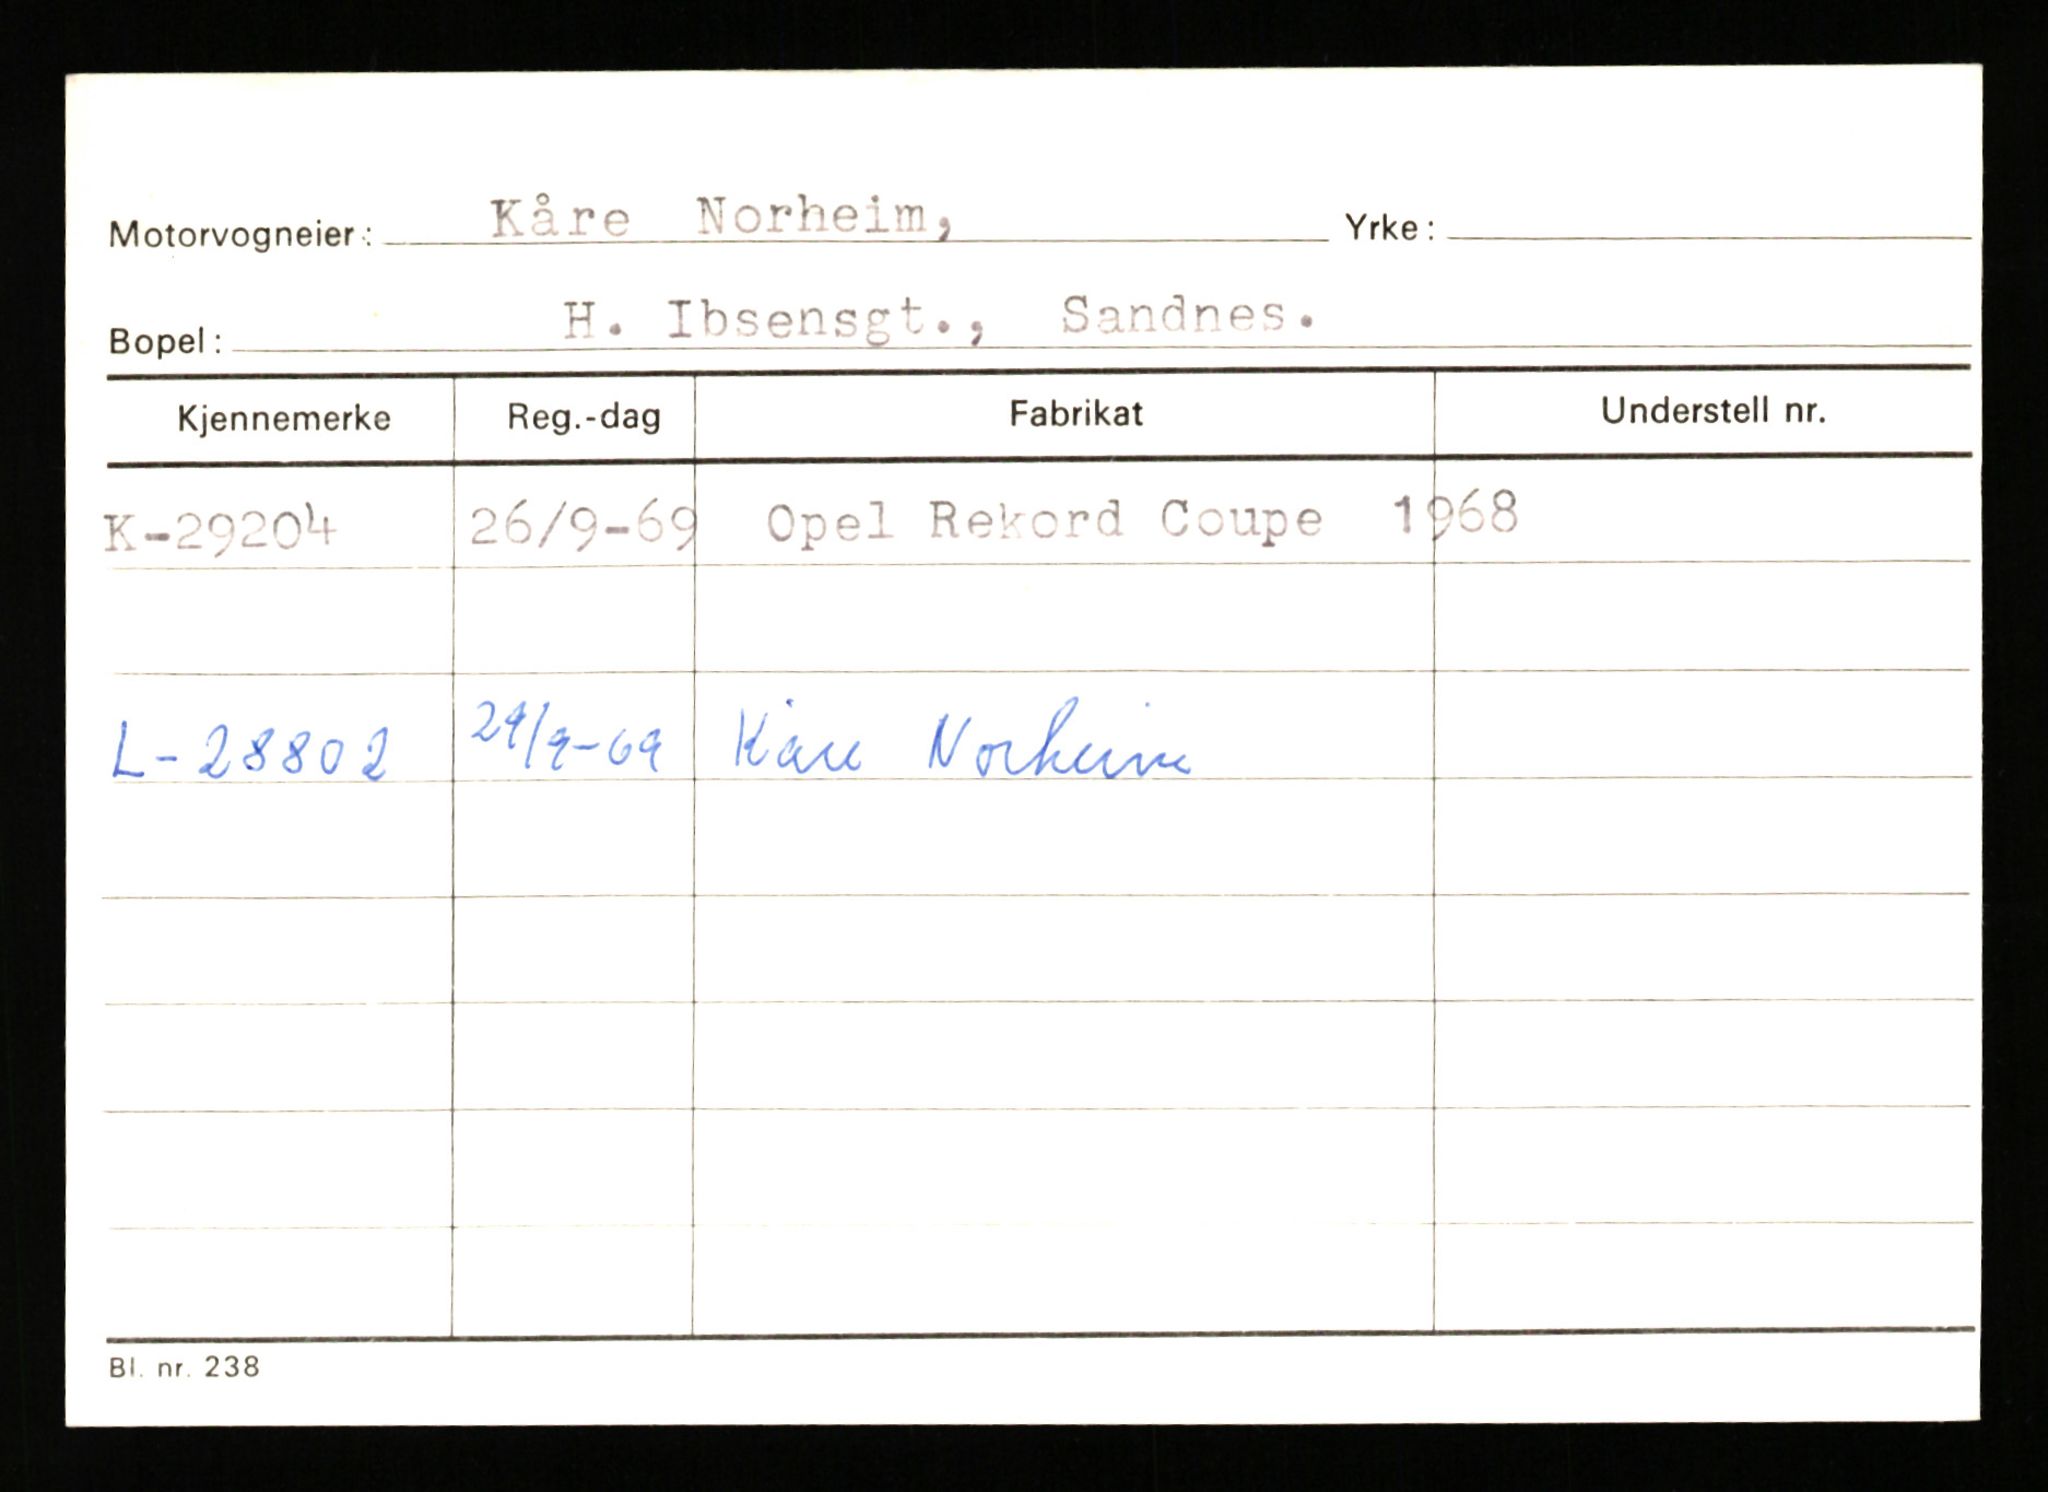 Motorvogneier: Kåre Norheim, Yrke:
Bopel: H. Ibsensgt., Sandnes.
Kjennemerke Reg.-dag Fabrikat Understell nr.
K-29204 26/9-69 Opel Rekord Coupe 1968
L-28802 29/9-69 Kåre Norheim
Bl. nr. 238